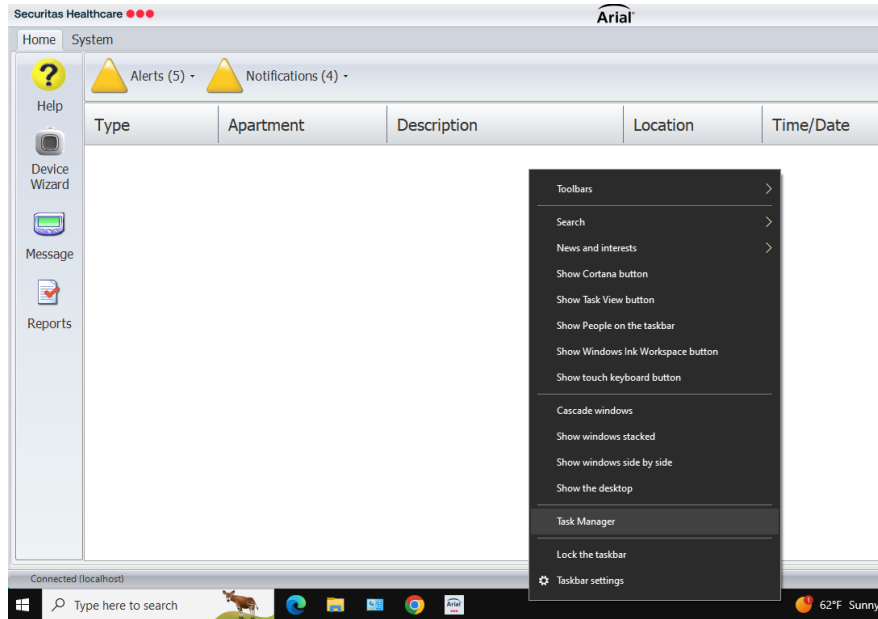 Securitas Healthcare
Arial
Home System
Alerts (5)
Notifications (4)
Help
Device
Wizard
Message
Reports
Type Apartment Description Location Time/Date
Toolbars
Search
News and interests
Show Cortana button
Show Task View button
Show People on the taskbar
Show Windows Ink Workspace button
Show touch keyboard button
Cascade windows
Show windows stacked
Show windows side by side
Show the desktop
Task Manager
Lock the taskbar
Taskbar settings
Connected (localhost)
Type here to search
Arial
62°F Sunny